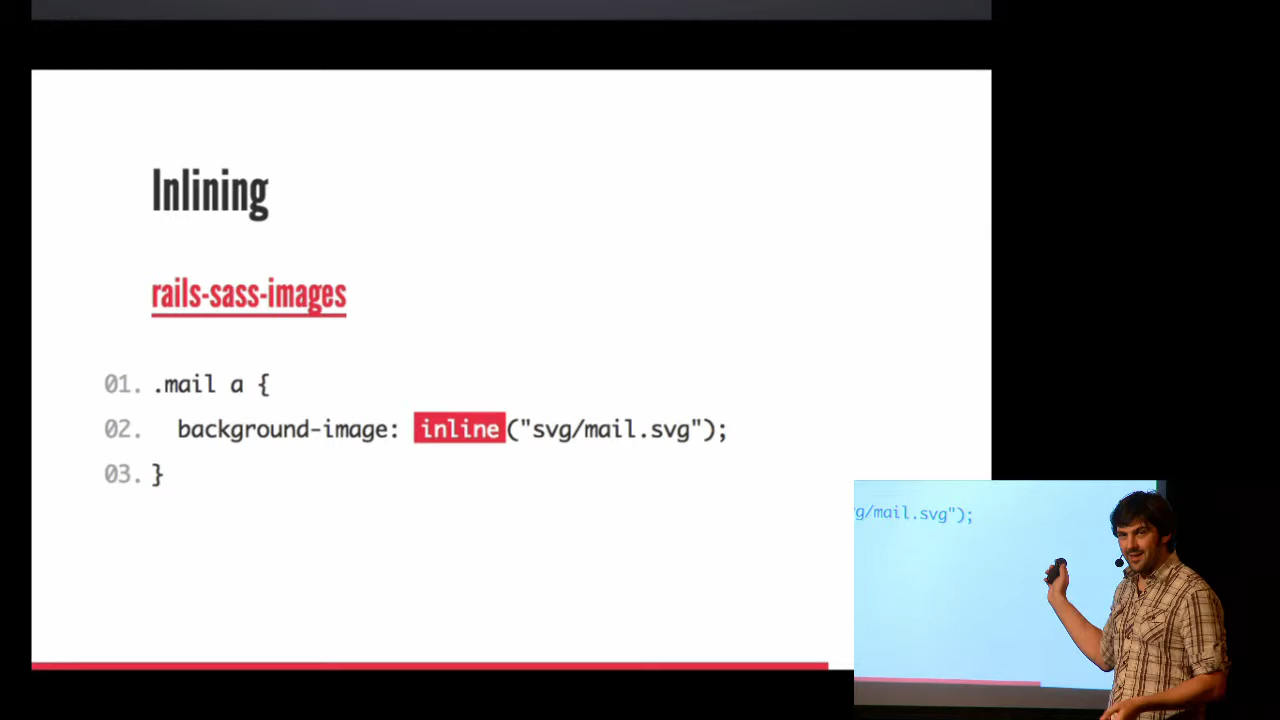 Inlining
rails-sass-images
01. .mail a {
02. background-image: inline("svg/mail.svg");
03. }
g/mail.svg");